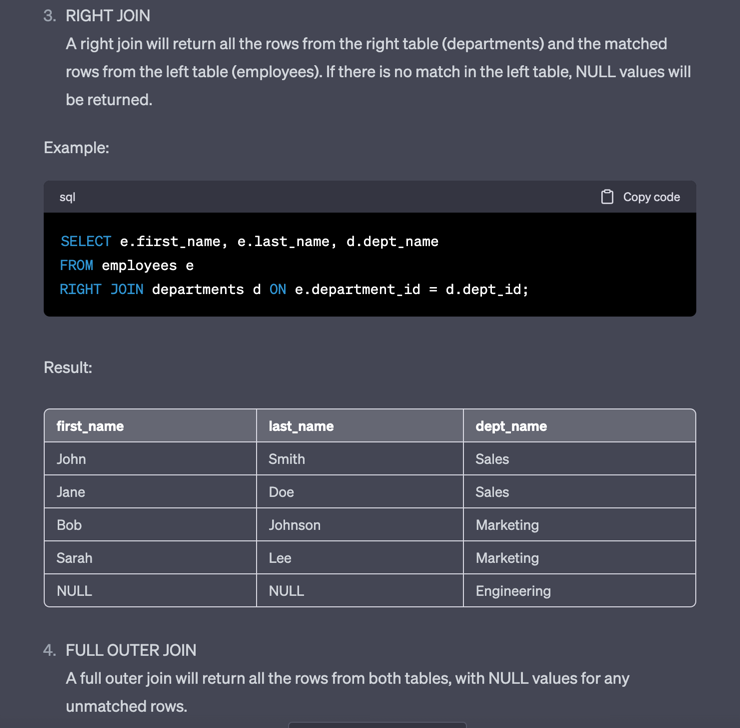 3. RIGHT JOIN
A right join will return all the rows from the right table (departments) and the matched
rows from the left table (employees). If there is no match in the left table, NULL values will
be returned.
Example:
sql Copy code
SELECT e.first_name, e.last_name, d.dept_name
FROM employees e
RIGHT JOIN departments d ON e.department_id = d.dept_id;
Result:
first_name last_name dept_name
John Smith Sales
Jane Doe Sales
Bob Johnson Marketing
Sarah Lee Marketing
NULL NULL Engineering
4. FULL OUTER JOIN
A full outer join will return all the rows from both tables, with NULL values for any
unmatched rows.